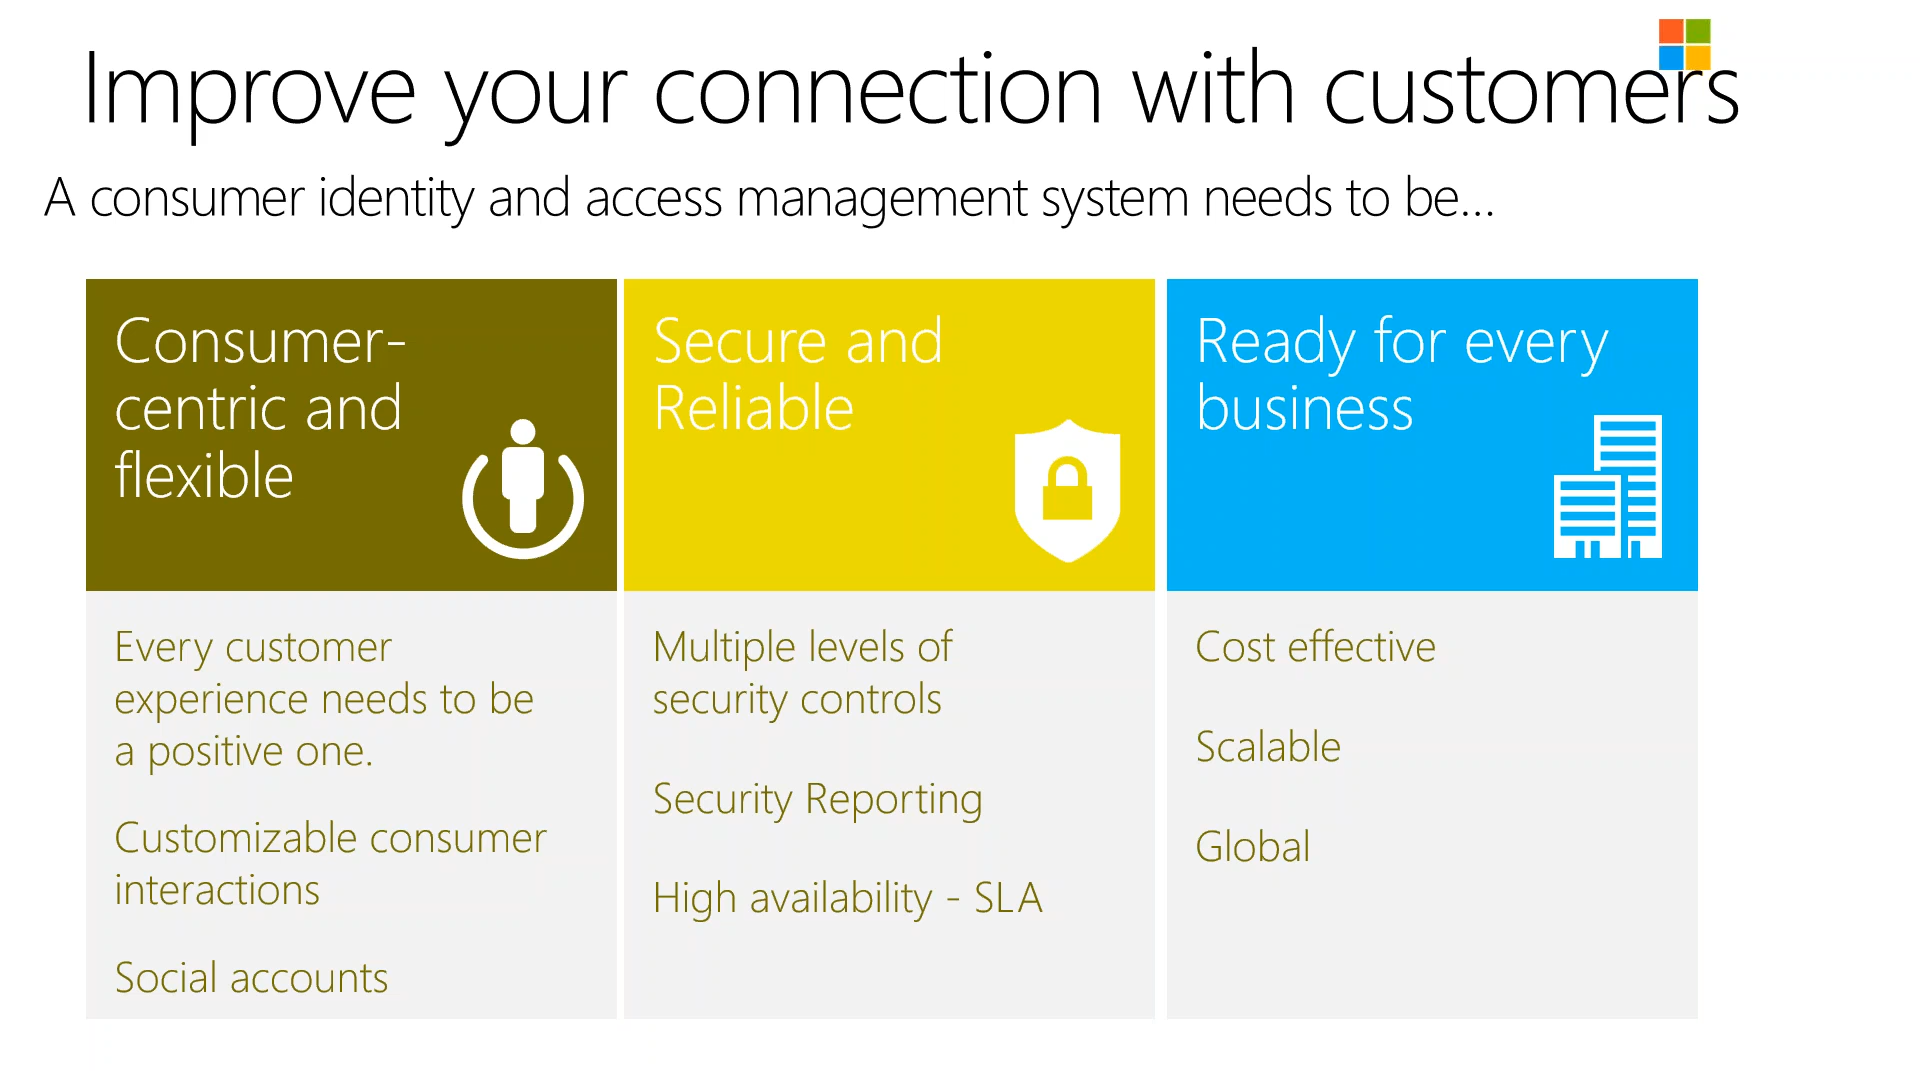 Improve your connection with customers
A consumer identity and access management system needs to be...
Consumer-
centric and
flexible
Every customer
experience needs to be
a positive one.
Customizable consumer
interactions
Social accounts
Secure and
Reliable
Multiple levels of
security controls
Security Reporting
High availability - SLA
Ready for every
business
Cost effective
Scalable
Global